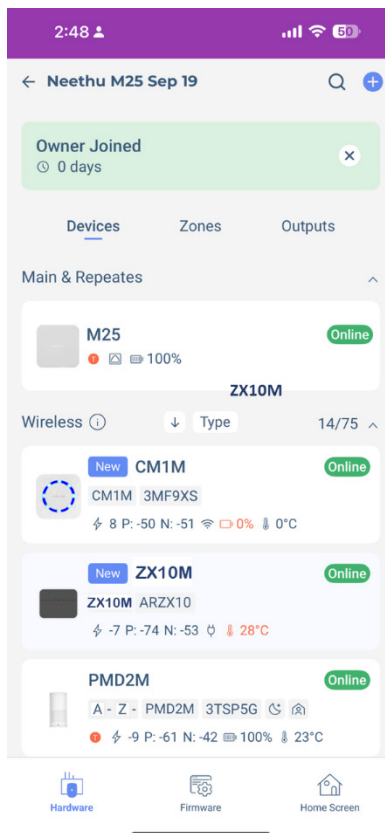 2:48
50
Neethu M25 Sep 19
Owner Joined
0 days
Devices Zones Outputs
Main & Repeates
M25 Online
T 100%
ZX10M
Wireless Type 14/75
New CM1M Online
CM1M 3MF9XS
8 P: -50 N: -51 0% 0°C
New ZX10M Online
ZX10M ARZX10
-7 P: -74 N: -53 28°C
PMD2M Online
A - Z - PMD2M 3TSP5G
-9 P: -61 N: -42 100% 23°C
Hardware Firmware Home Screen